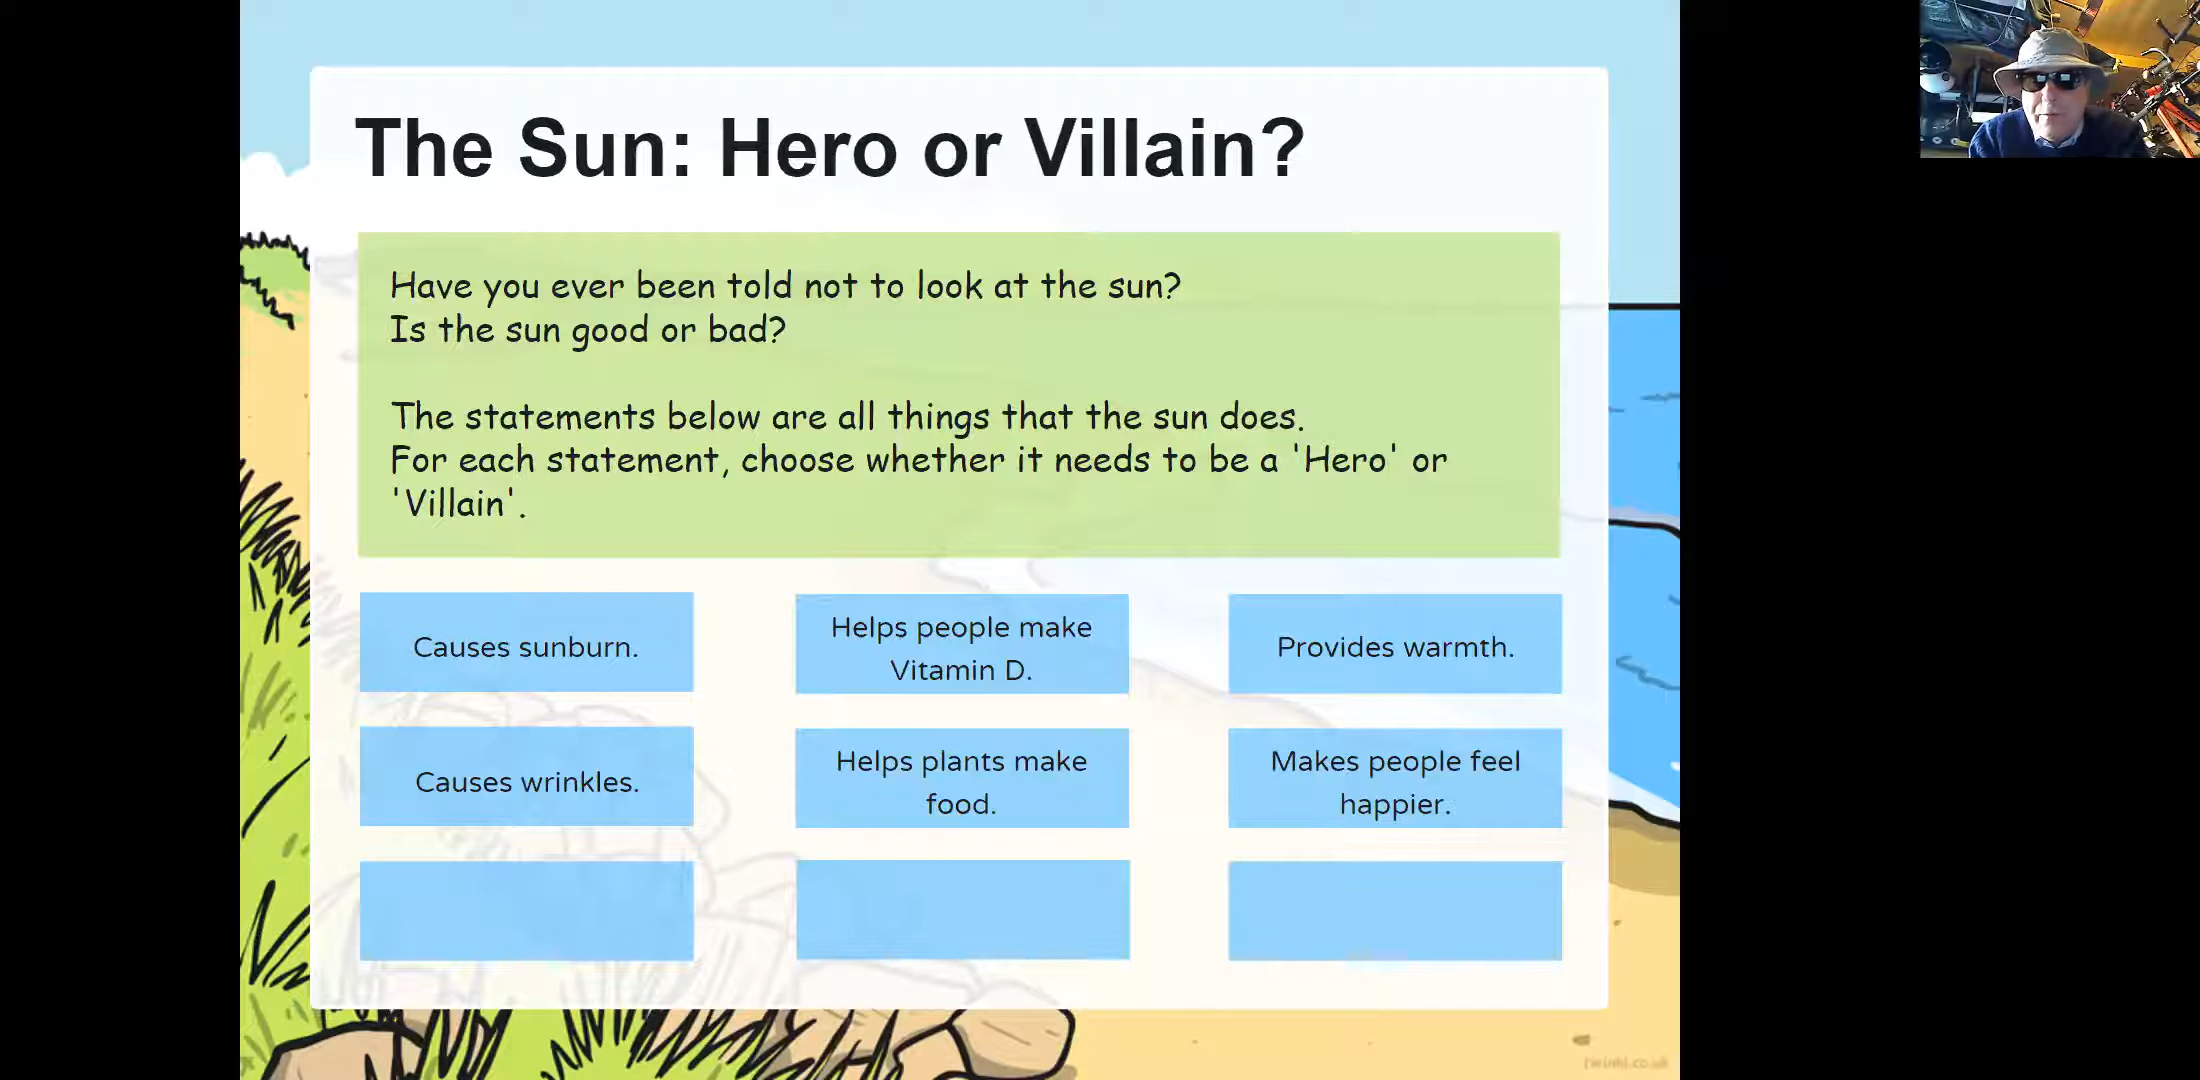 The Sun: Hero or Villain?
Have you ever been told not to look at the sun?
Is the sun good or bad?
The statements below are all things that the sun does.
For each statement, choose whether it needs to be a 'Hero' or
'Villain'.
Causes sunburn.
Helps people make
Vitamin D.
Provides warmth.
Causes wrinkles.
Helps plants make
food.
Makes people feel
happier.
twinkl.co.uk